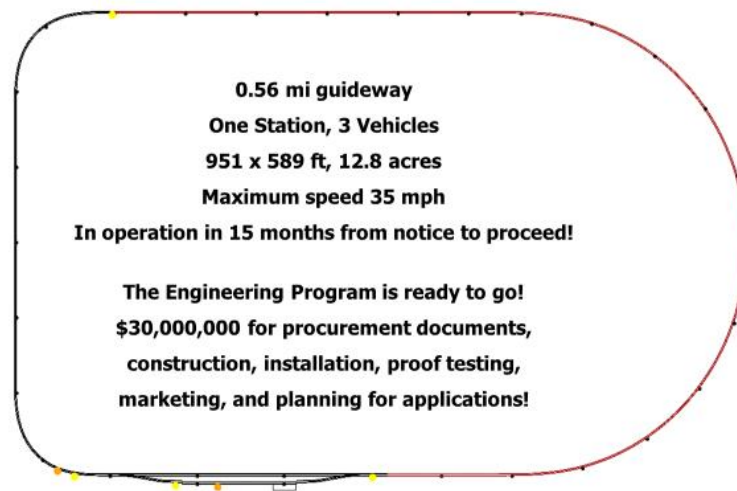 0.56 mi guideway
One Station, 3 Vehicles
951 x 589 ft, 12.8 acres
Maximum speed 35 mph
In operation in 15 months from notice to proceed!
The Engineering Program is ready to go!
$30,000,000 for procurement documents,
construction, installation, proof testing,
marketing, and planning for applications!